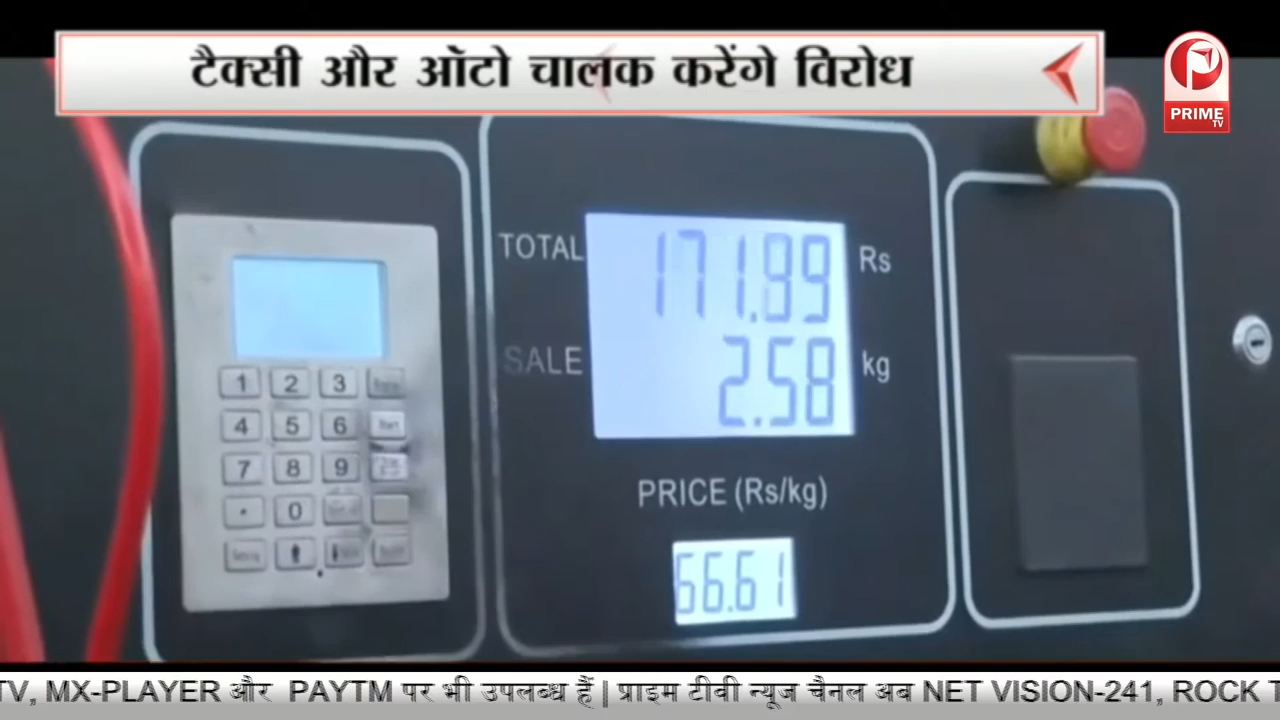 टैक्सी और ऑटो चालक करेंगे विरोध
PRIME
TV
TOTAL 171.89 Rs
SALE 2.58 kg
PRICE (Rs/kg)
66.61
1 2 3
4 5 6 Start
7 8 9
. 0
TV, MX-PLAYER और PAYTM पर भी उपलब्ध हैं | प्राइम टीवी न्यूज चैनल अब NET VISION-241, ROCK T